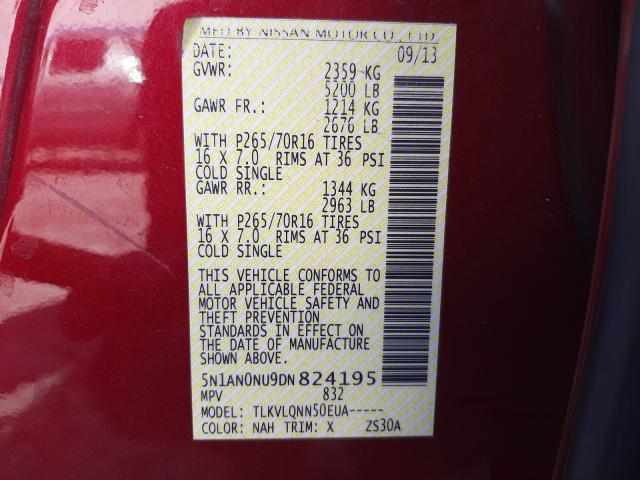 MFD BY NISSAN MOTOR CO., LTD
DATE: 09/13
GVWR: 2359 KG
5200 LB
GAWR FR.: 1214 KG
2676 LB
WITH P265/70R16 TIRES
16 X 7.0 RIMS AT 36 PSI
COLD SINGLE
GAWR RR.: 1344 KG
2963 LB
WITH P265/70R16 TIRES
16 X 7.0 RIMS AT 36 PSI
COLD SINGLE
THIS VEHICLE CONFORMS TO
ALL APPLICABLE FEDERAL
MOTOR VEHICLE SAFETY AND
THEFT PREVENTION
STANDARDS IN EFFECT ON
THE DATE OF MANUFACTURE
SHOWN ABOVE.
5N1AN0NU9DN824195
MPV 832
MODEL: TLKVLQNN50EUA-----
COLOR: NAH TRIM: X ZS30A